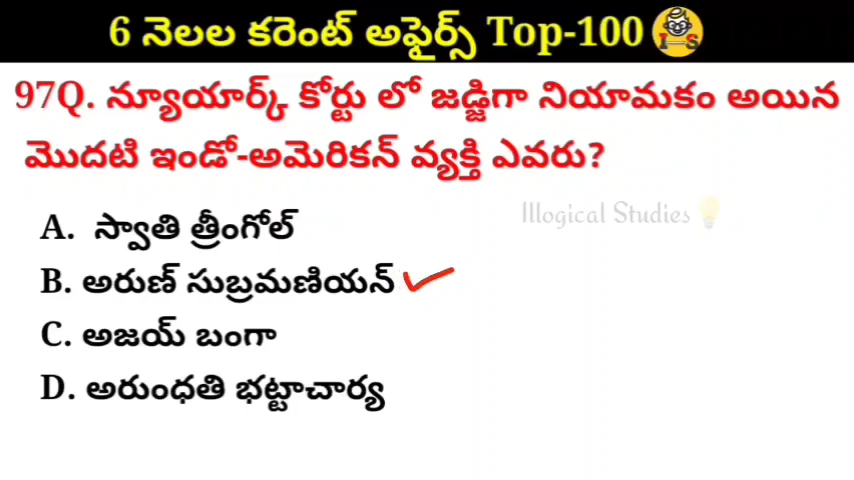 6 నెలల కరెంట్ అఫైర్స్ Top-100
I S
97Q. న్యూయార్క్ కోర్టు లో జడ్జిగా నియామకం అయిన
మొదటి ఇండో-అమెరికన్ వ్యక్తి ఎవరు?
Illogical Studies
A. స్వాతి త్రీంగోల్
B. అరుణ్ సుబ్రమణియన్
C. అజయ్ బంగా
D. అరుంధతి భట్టాచార్య